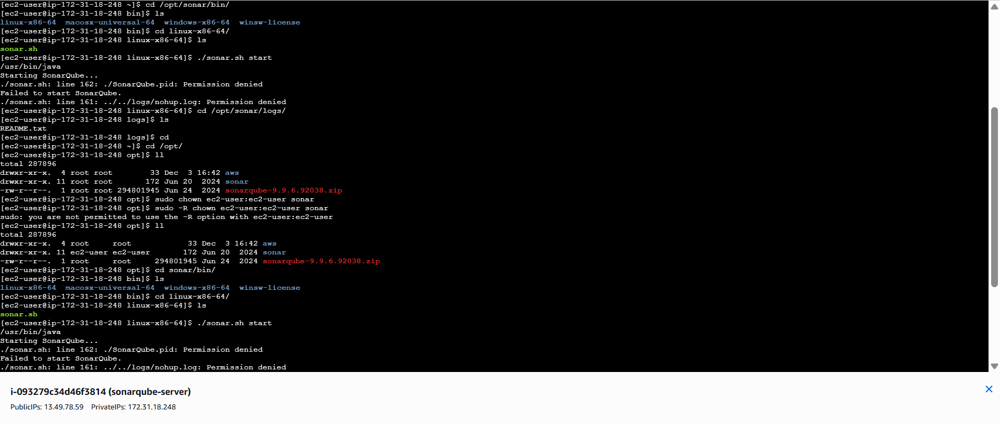 [ec2-user@ip-172-31-18-248 ~]$ cd /opt/sonar/bin/
[ec2-user@ip-172-31-18-248 bin]$ ls
linux-x86-64  macosx-universal-64  windows-x86-64  winsw-license
[ec2-user@ip-172-31-18-248 bin]$ cd linux-x86-64/
[ec2-user@ip-172-31-18-248 linux-x86-64]$ ls
sonar.sh
[ec2-user@ip-172-31-18-248 linux-x86-64]$ ./sonar.sh start
/usr/bin/java
Starting SonarQube...
./sonar.sh: line 162: ./SonarQube.pid: Permission denied
Failed to start SonarQube.
./sonar.sh: line 161: ../../logs/nohup.log: Permission denied
[ec2-user@ip-172-31-18-248 linux-x86-64]$ cd /opt/sonar/logs/
[ec2-user@ip-172-31-18-248 logs]$ ls
README.txt
[ec2-user@ip-172-31-18-248 logs]$ cd
[ec2-user@ip-172-31-18-248 ~]$ cd /opt/
[ec2-user@ip-172-31-18-248 opt]$ ll
total 287896
drwxr-xr-x.  4 root root        33 Dec  3 16:42 aws
drwxr-xr-x. 11 root root       172 Jun 20  2024 sonar
-rw-r--r--.  1 root root 294801945 Jun 24  2024 sonarqube-9.9.6.92038.zip
[ec2-user@ip-172-31-18-248 opt]$ sudo chown ec2-user:ec2-user sonar
[ec2-user@ip-172-31-18-248 opt]$ sudo -R chown ec2-user:ec2-user sonar
sudo: you are not permitted to use the -R option with ec2-user:ec2-user
[ec2-user@ip-172-31-18-248 opt]$ ll
total 287896
drwxr-xr-x.  4 root     root            33 Dec  3 16:42 aws
drwxr-xr-x. 11 ec2-user ec2-user       172 Jun 20  2024 sonar
-rw-r--r--.  1 root     root     294801945 Jun 24  2024 sonarqube-9.9.6.92038.zip
[ec2-user@ip-172-31-18-248 opt]$ cd sonar/bin/
[ec2-user@ip-172-31-18-248 bin]$ ls
linux-x86-64  macosx-universal-64  windows-x86-64  winsw-license
[ec2-user@ip-172-31-18-248 bin]$ cd linux-x86-64/
[ec2-user@ip-172-31-18-248 linux-x86-64]$ ls
sonar.sh
[ec2-user@ip-172-31-18-248 linux-x86-64]$ ./sonar.sh start
/usr/bin/java
Starting SonarQube...
./sonar.sh: line 162: ./SonarQube.pid: Permission denied
Failed to start SonarQube.
./sonar.sh: line 161: ../../logs/nohup.log: Permission denied
i-093279c34d46f3814 (sonarqube-server)
PublicIPs: 13.49.78.59    PrivateIPs: 172.31.18.248